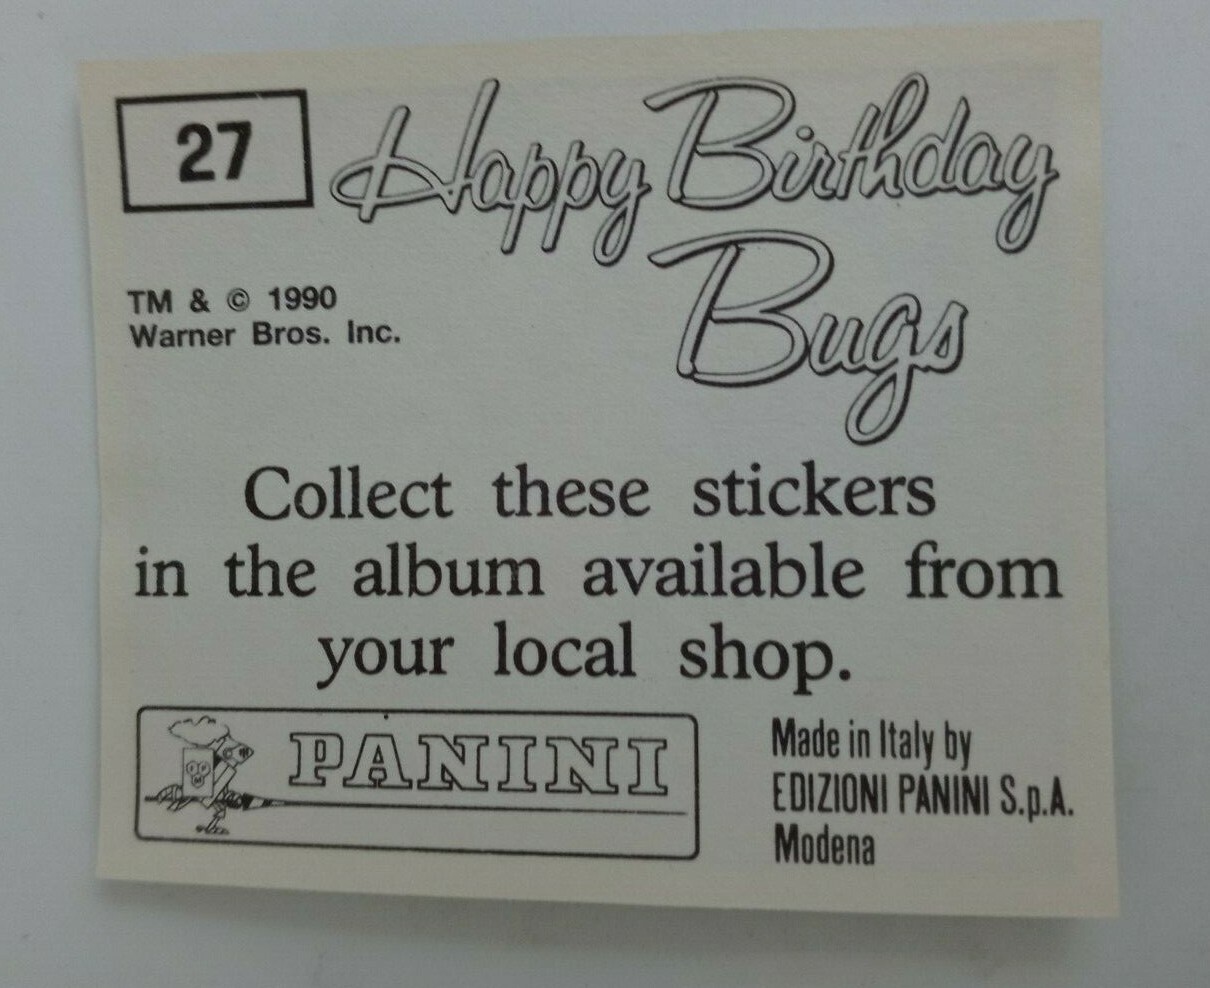 27
Happy Birthday
Bugs
TM & © 1990
Warner Bros. Inc.
Collect these stickers
in the album available from
your local shop.
PANINI
Made in Italy by
EDIZIONI PANINI S.p.A.
Modena